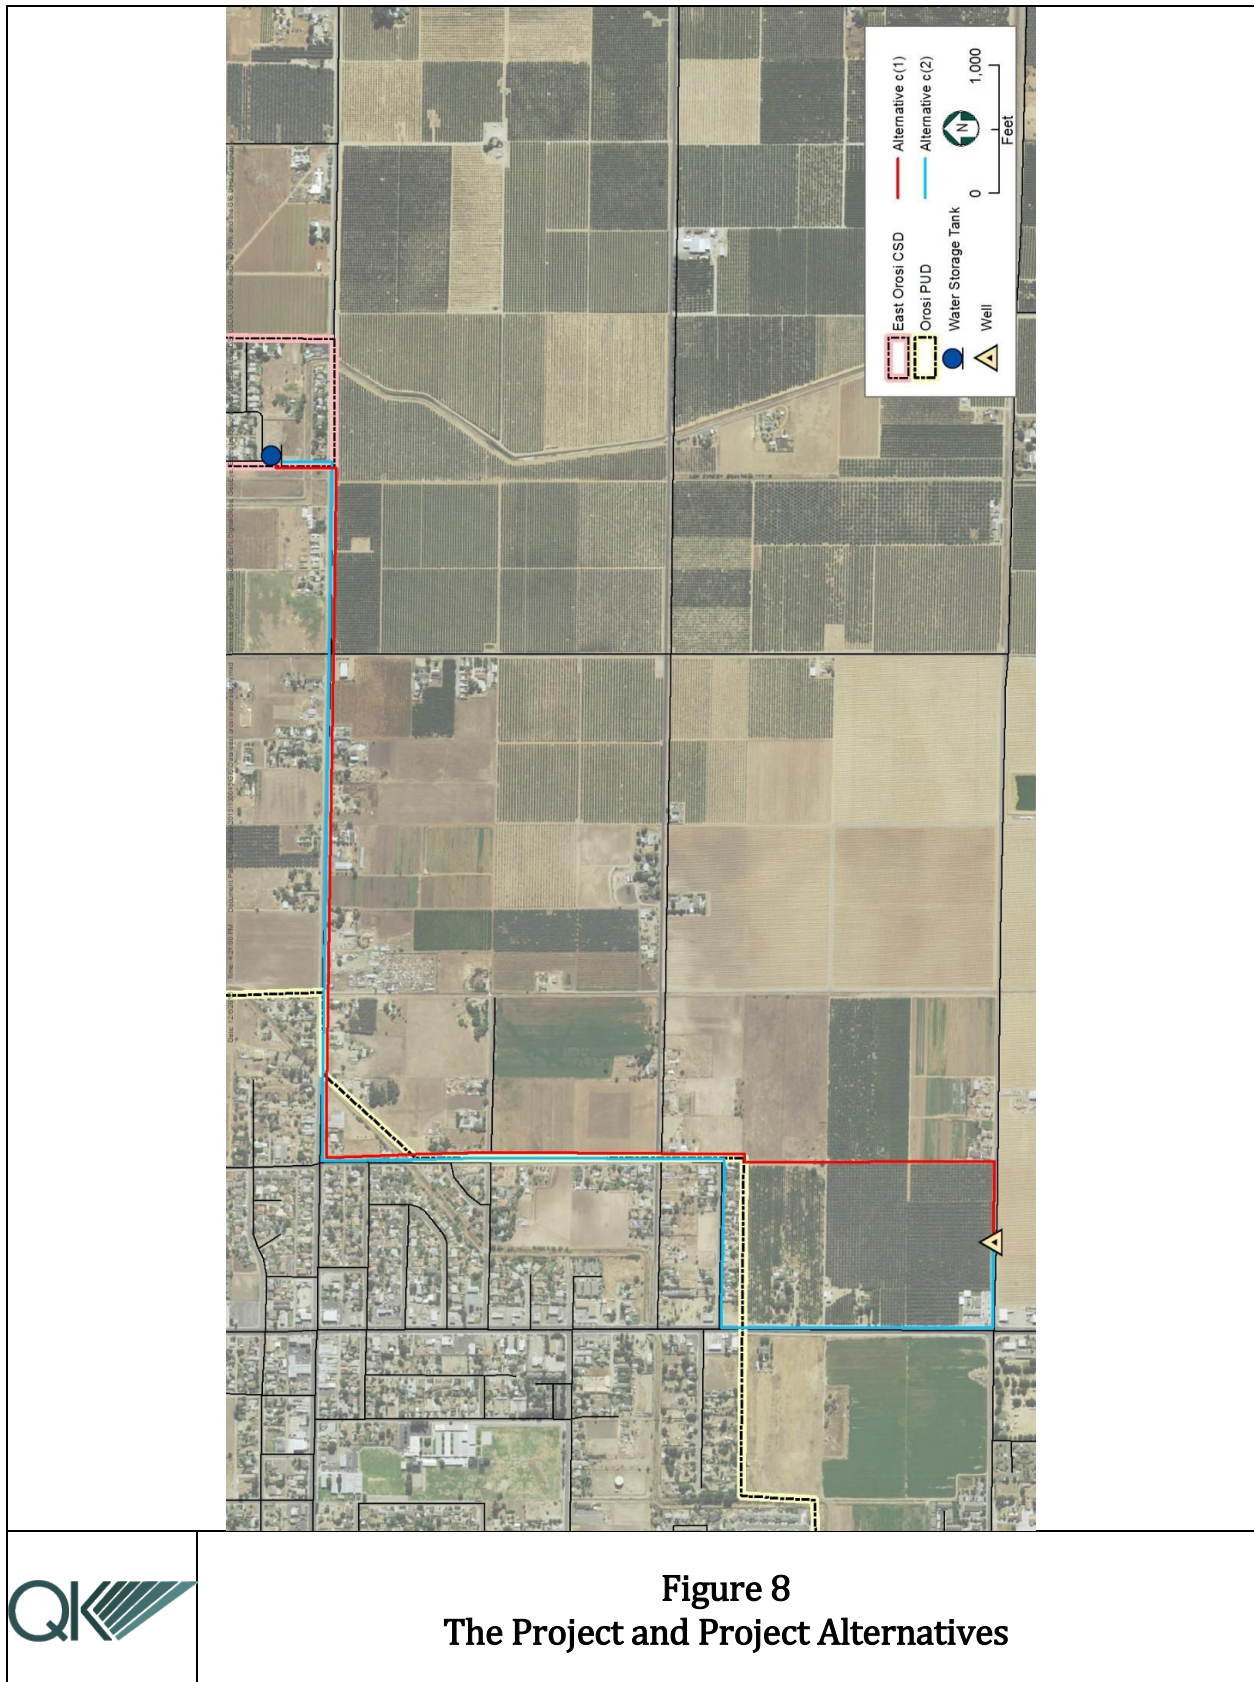 East Orosi CSD
Orosi PUD
Water Storage Tank
Well
Alternative c(1)
Alternative c(2)
N
0
1,000
Feet
QK
Figure 8
The Project and Project Alternatives